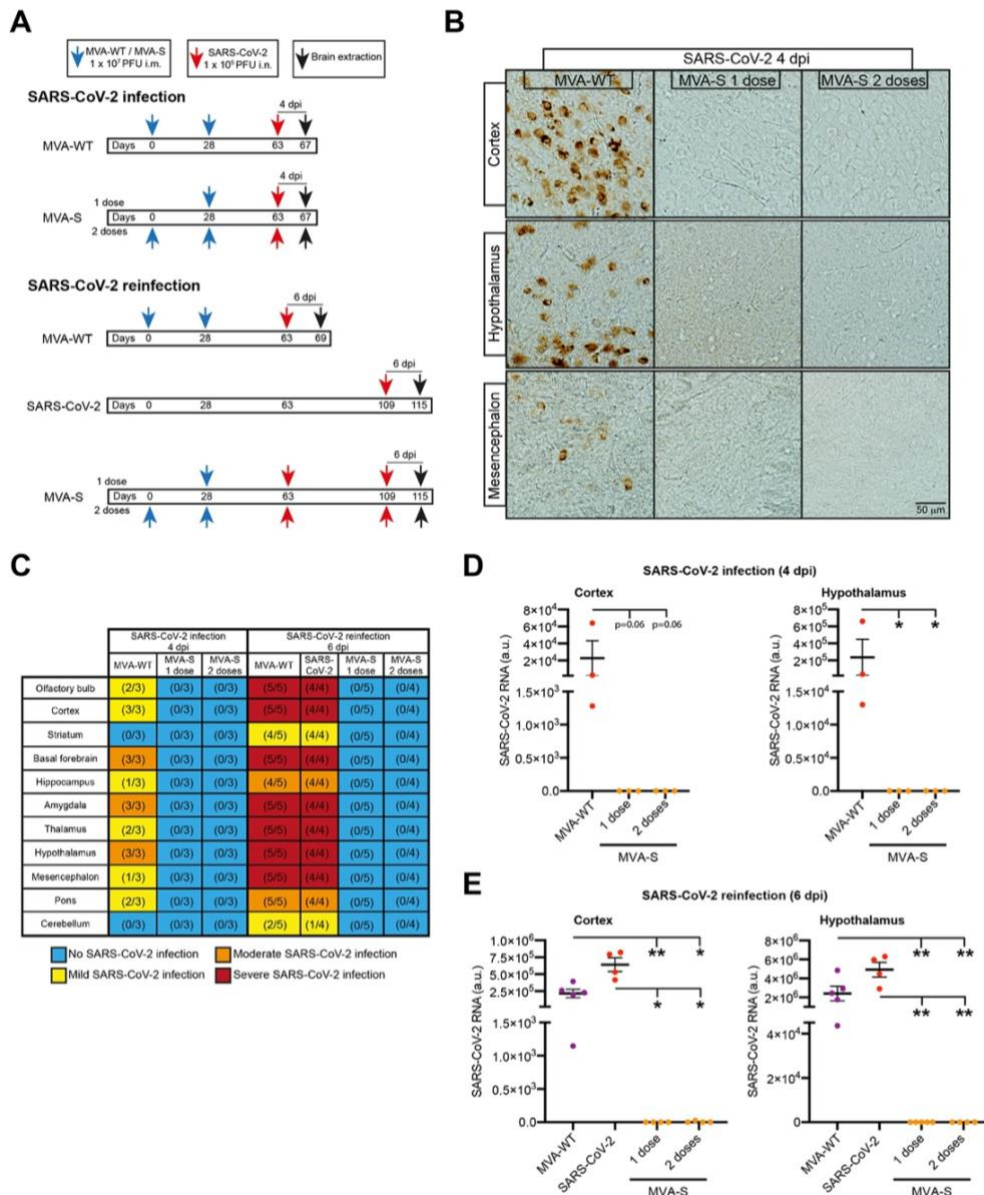 A
MVA-WT / MVA-S
1 x 10⁷ PFU i.m.
SARS-CoV-2
1 x 10⁵ PFU i.n.
Brain extraction
SARS-CoV-2 infection
4 dpi
MVA-WT Days 0 28 63 67
4 dpi
1 dose
MVA-S Days 0 28 63 67
2 doses
SARS-CoV-2 reinfection
6 dpi
MVA-WT Days 0 28 63 69
6 dpi
SARS-CoV-2 Days 0 28 63 109 115
6 dpi
1 dose
MVA-S Days 0 28 63 109 115
2 doses
B
SARS-CoV-2 4 dpi
MVA-WT MVA-S 1 dose MVA-S 2 doses
Cortex
Hypothalamus
Mesencephalon
50 µm
C
SARS-CoV-2 infection
4 dpi
SARS-CoV-2 reinfection
6 dpi
MVA-WT MVA-S 1 dose MVA-S 2 doses MVA-WT SARS-CoV-2 MVA-S 1 dose MVA-S 2 doses
Olfactory bulb (2/3) (0/3) (0/3) (5/5) (4/4) (0/5) (0/4)
Cortex (3/3) (0/3) (0/3) (5/5) (4/4) (0/5) (0/4)
Striatum (0/3) (0/3) (0/3) (4/5) (4/4) (0/5) (0/4)
Basal forebrain (3/3) (0/3) (0/3) (5/5) (4/4) (0/5) (0/4)
Hippocampus (1/3) (0/3) (0/3) (4/5) (4/4) (0/5) (0/4)
Amygdala (3/3) (0/3) (0/3) (5/5) (4/4) (0/5) (0/4)
Thalamus (2/3) (0/3) (0/3) (5/5) (4/4) (0/5) (0/4)
Hypothalamus (3/3) (0/3) (0/3) (5/5) (4/4) (0/5) (0/4)
Mesencephalon (1/3) (0/3) (0/3) (5/5) (4/4) (0/5) (0/4)
Pons (2/3) (0/3) (0/3) (5/5) (4/4) (0/5) (0/4)
Cerebellum (0/3) (0/3) (0/3) (2/5) (1/4) (0/5) (0/4)
No SARS-CoV-2 infection Moderate SARS-CoV-2 infection
Mild SARS-CoV-2 infection Severe SARS-CoV-2 infection
D
SARS-CoV-2 infection (4 dpi)
Cortex
SARS-CoV-2 RNA (a.u.)
8×10⁴
6×10⁴
4×10⁴
2×10⁴
1.5×10³
1.0×10³
0.5×10³
0.0
p=0.06 p=0.06
MVA-WT 1 dose 2 doses
MVA-S
Hypothalamus
SARS-CoV-2 RNA (a.u.)
8×10⁵
6×10⁵
4×10⁵
2×10⁵
1.5×10⁴
1.0×10⁴
0.5×10⁴
0.0
* *
MVA-WT 1 dose 2 doses
MVA-S
E
SARS-CoV-2 reinfection (6 dpi)
Cortex
SARS-CoV-2 RNA (a.u.)
1.0×10⁶
7.5×10⁵
5.0×10⁵
2.5×10⁵
1.5×10³
1.0×10³
0.5×10³
0.0
** *
* *
MVA-WT SARS-CoV-2 1 dose 2 doses
MVA-S
Hypothalamus
SARS-CoV-2 RNA (a.u.)
8×10⁶
6×10⁶
4×10⁶
2×10⁶
4×10⁴
2×10⁴
0
** **
** **
MVA-WT SARS-CoV-2 1 dose 2 doses
MVA-S